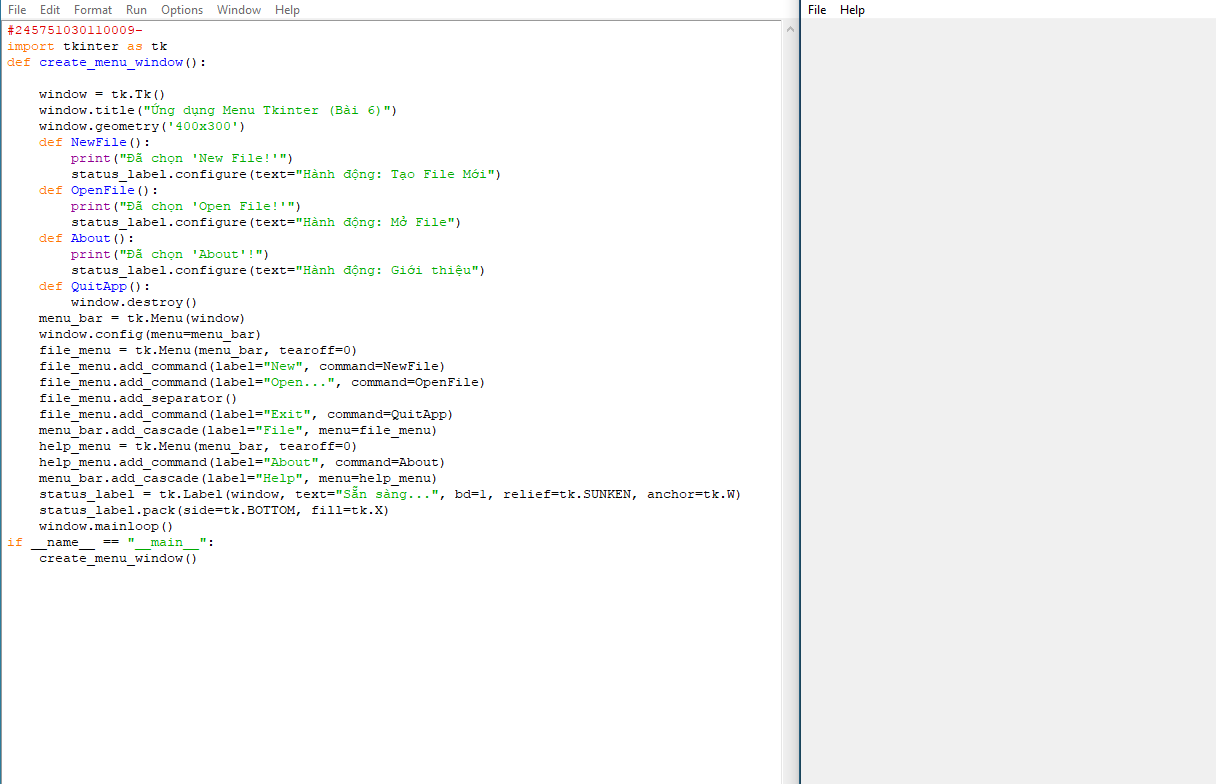 File Edit Format Run Options Window Help
#245751030110009-
import tkinter as tk
def create_menu_window():

    window = tk.Tk()
    window.title("Ứng dụng Menu Tkinter (Bài 6)")
    window.geometry('400x300')
    def NewFile():
        print("Đã chọn 'New File!'")
        status_label.configure(text="Hành động: Tạo File Mới")
    def OpenFile():
        print("Đã chọn 'Open File!'")
        status_label.configure(text="Hành động: Mở File")
    def About():
        print("Đã chọn 'About'!")
        status_label.configure(text="Hành động: Giới thiệu")
    def QuitApp():
        window.destroy()
    menu_bar = tk.Menu(window)
    window.config(menu=menu_bar)
    file_menu = tk.Menu(menu_bar, tearoff=0)
    file_menu.add_command(label="New", command=NewFile)
    file_menu.add_command(label="Open...", command=OpenFile)
    file_menu.add_separator()
    file_menu.add_command(label="Exit", command=QuitApp)
    menu_bar.add_cascade(label="File", menu=file_menu)
    help_menu = tk.Menu(menu_bar, tearoff=0)
    help_menu.add_command(label="About", command=About)
    menu_bar.add_cascade(label="Help", menu=help_menu)
    status_label = tk.Label(window, text="Sẵn sàng...", bd=1, relief=tk.SUNKEN, anchor=tk.W)
    status_label.pack(side=tk.BOTTOM, fill=tk.X)
    window.mainloop()
if __name__ == "__main__":
    create_menu_window()
File Help